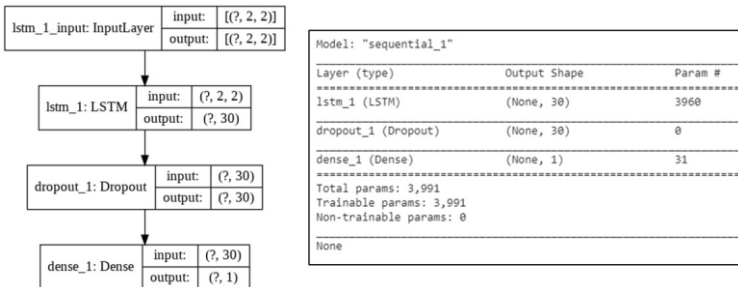 lstm_1_input: InputLayer input: [(?, 2, 2)]
output: [(?, 2, 2)]
lstm_1: LSTM input: (?, 2, 2)
output: (?, 30)
dropout_1: Dropout input: (?, 30)
output: (?, 30)
dense_1: Dense input: (?, 30)
output: (?, 1)
Model: "sequential_1"
Layer (type) Output Shape Param #
lstm_1 (LSTM) (None, 30) 3960
dropout_1 (Dropout) (None, 30) 0
dense_1 (Dense) (None, 1) 31
Total params: 3,991
Trainable params: 3,991
Non-trainable params: 0
None